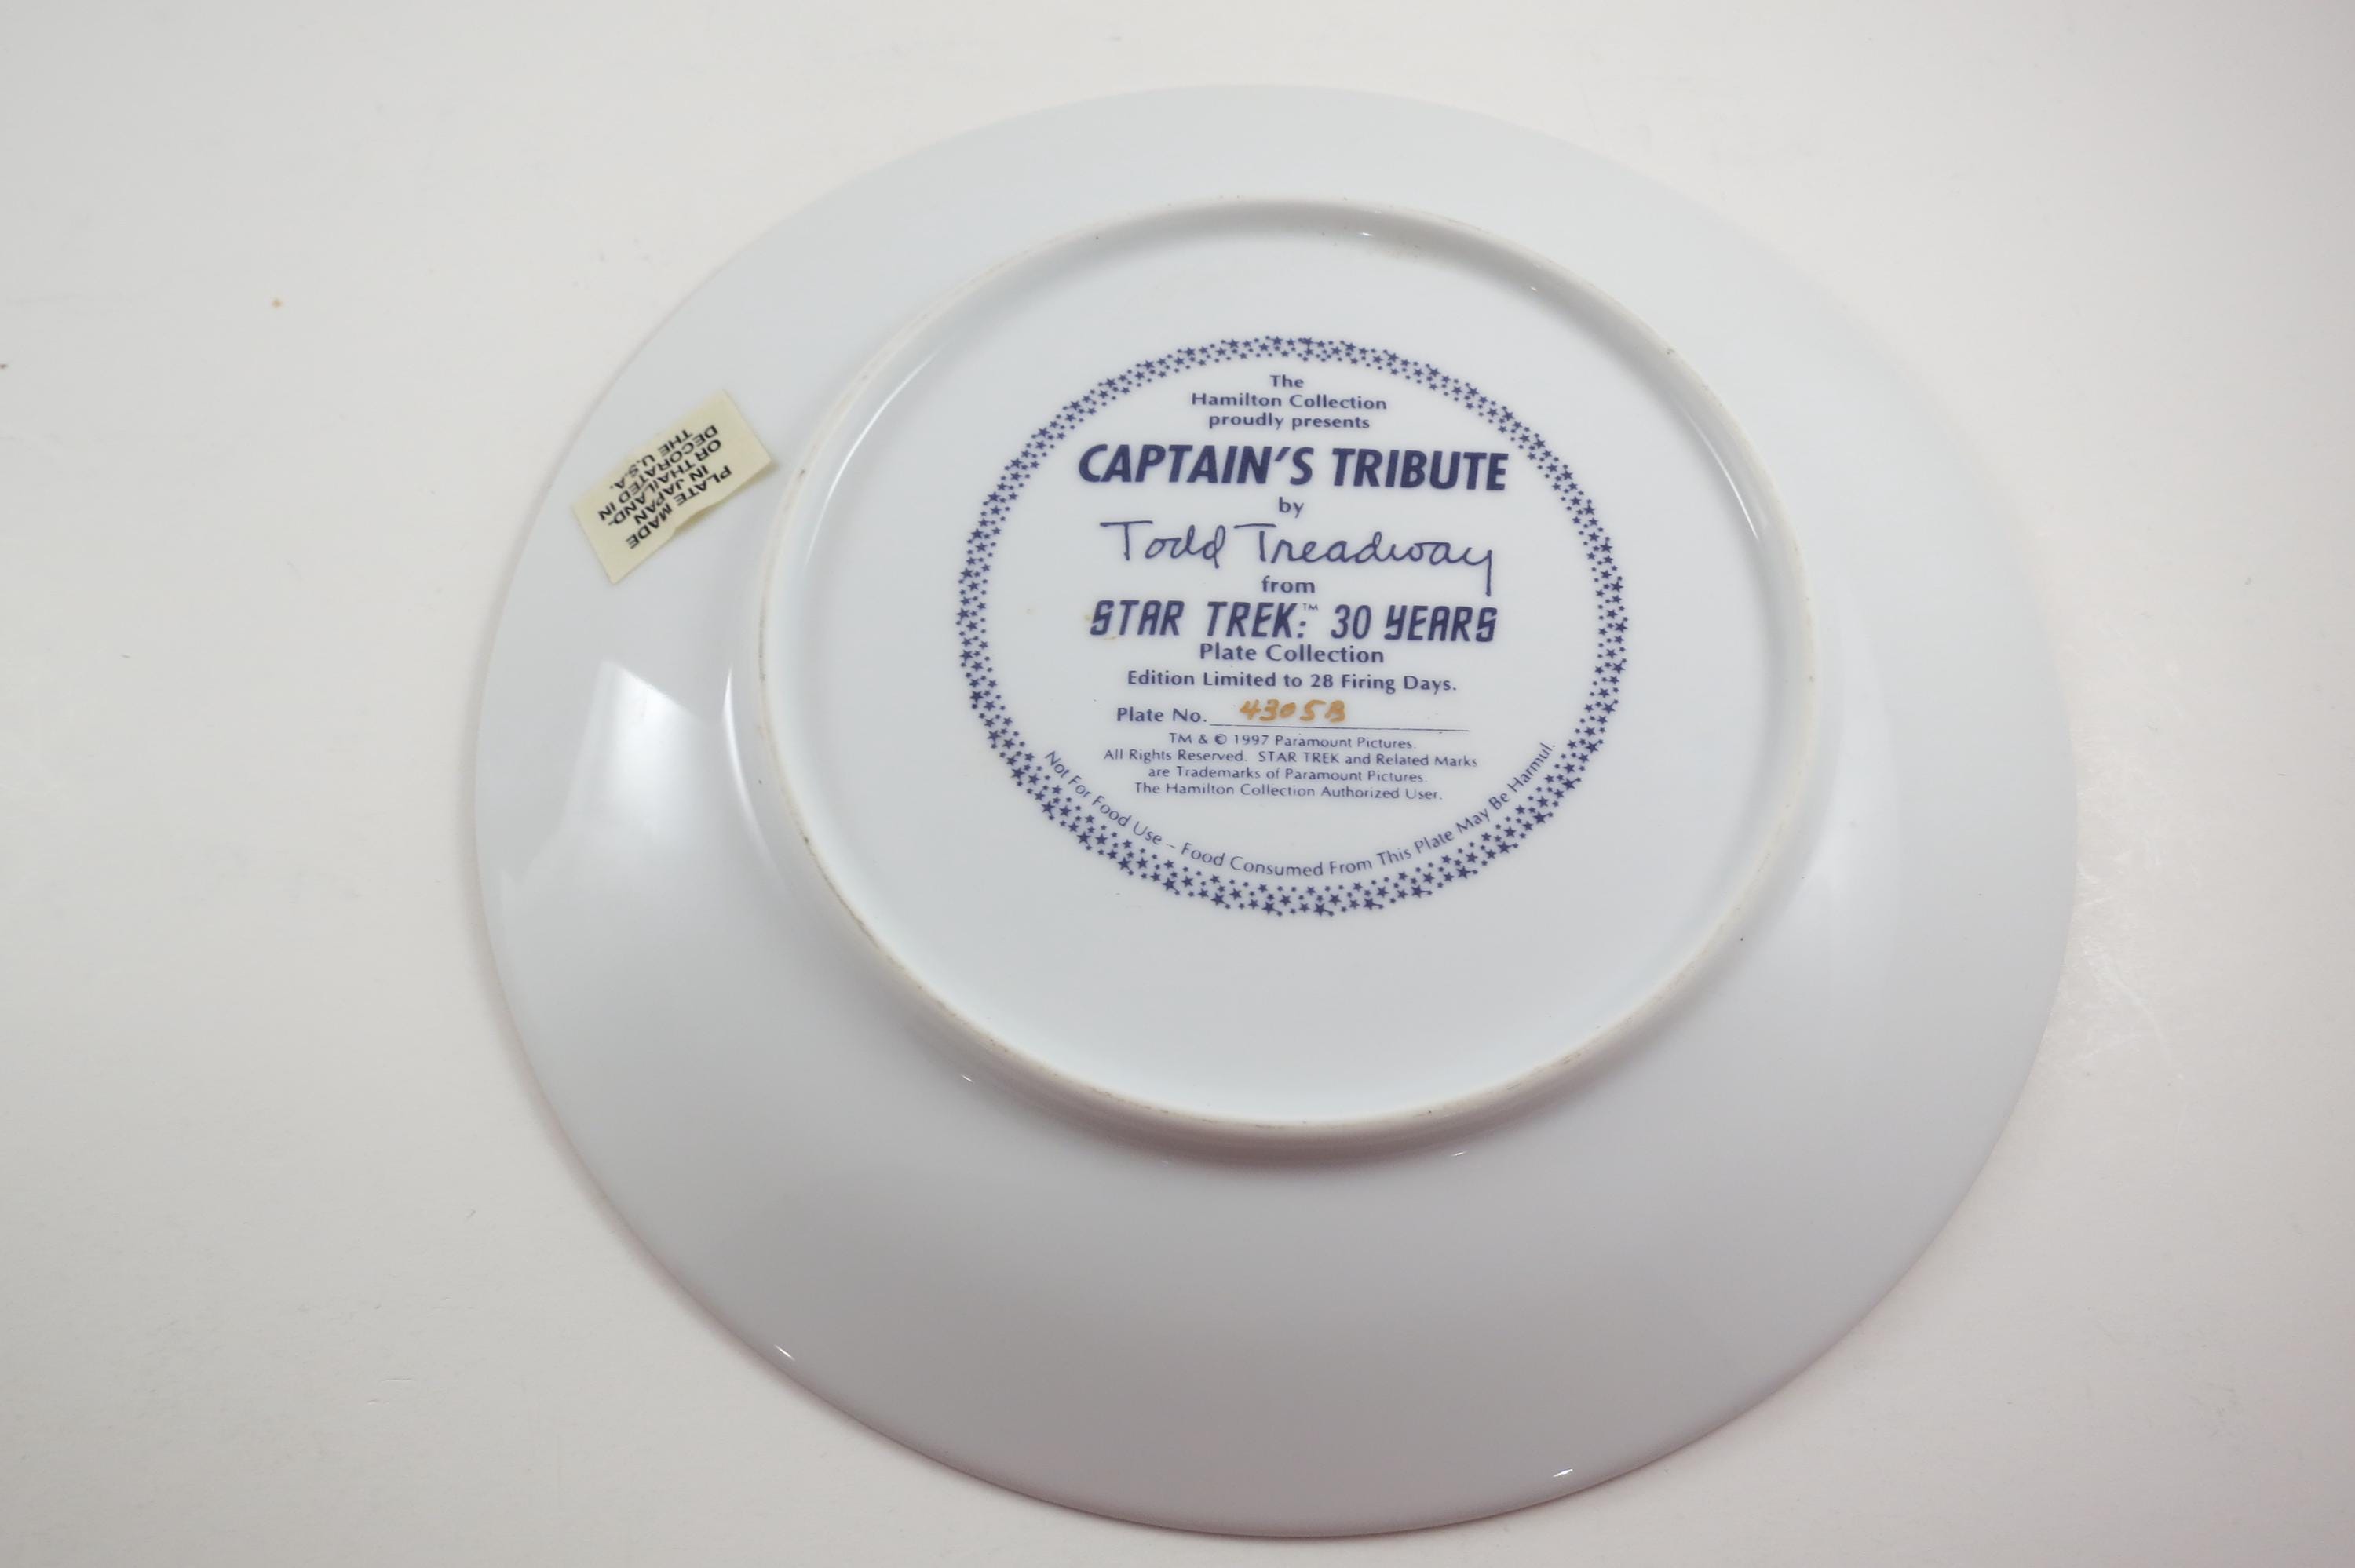 The
Hamilton Collection
proudly presents
CAPTAIN'S TRIBUTE
by
Todd Treadway
from
STAR TREK:™ 30 YEARS
Plate Collection
Edition Limited to 28 Firing Days.
Plate No. 4305B
TM & © 1997 Paramount Pictures.
All Rights Reserved. STAR TREK and Related Marks
are Trademarks of Paramount Pictures.
The Hamilton Collection Authorized User.
Not For Food Use – Food Consumed From This Plate May Be Harmul.
PLATE MADE
IN JAPAN
OR THAILAND-
DECORATED IN
THE U.S.A.